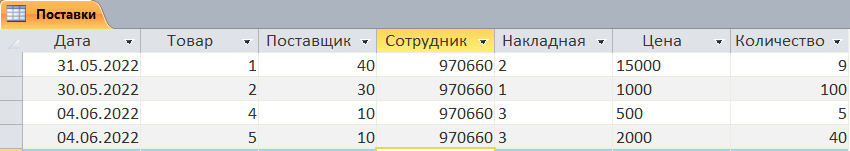 Поставки
Дата Товар Поставщик Сотрудник Накладная Цена Количество
31.05.2022 1 40 970660 2 15000 9
30.05.2022 2 30 970660 1 1000 100
04.06.2022 4 10 970660 3 500 5
04.06.2022 5 10 970660 3 2000 40